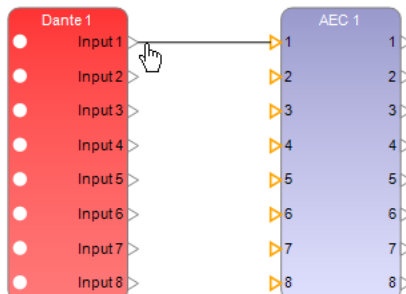 Dante 1
Input 1
Input 2
Input 3
Input 4
Input 5
Input 6
Input 7
Input 8
AEC 1
1 1
2 2
3 3
4 4
5 5
6 6
7 7
8 8